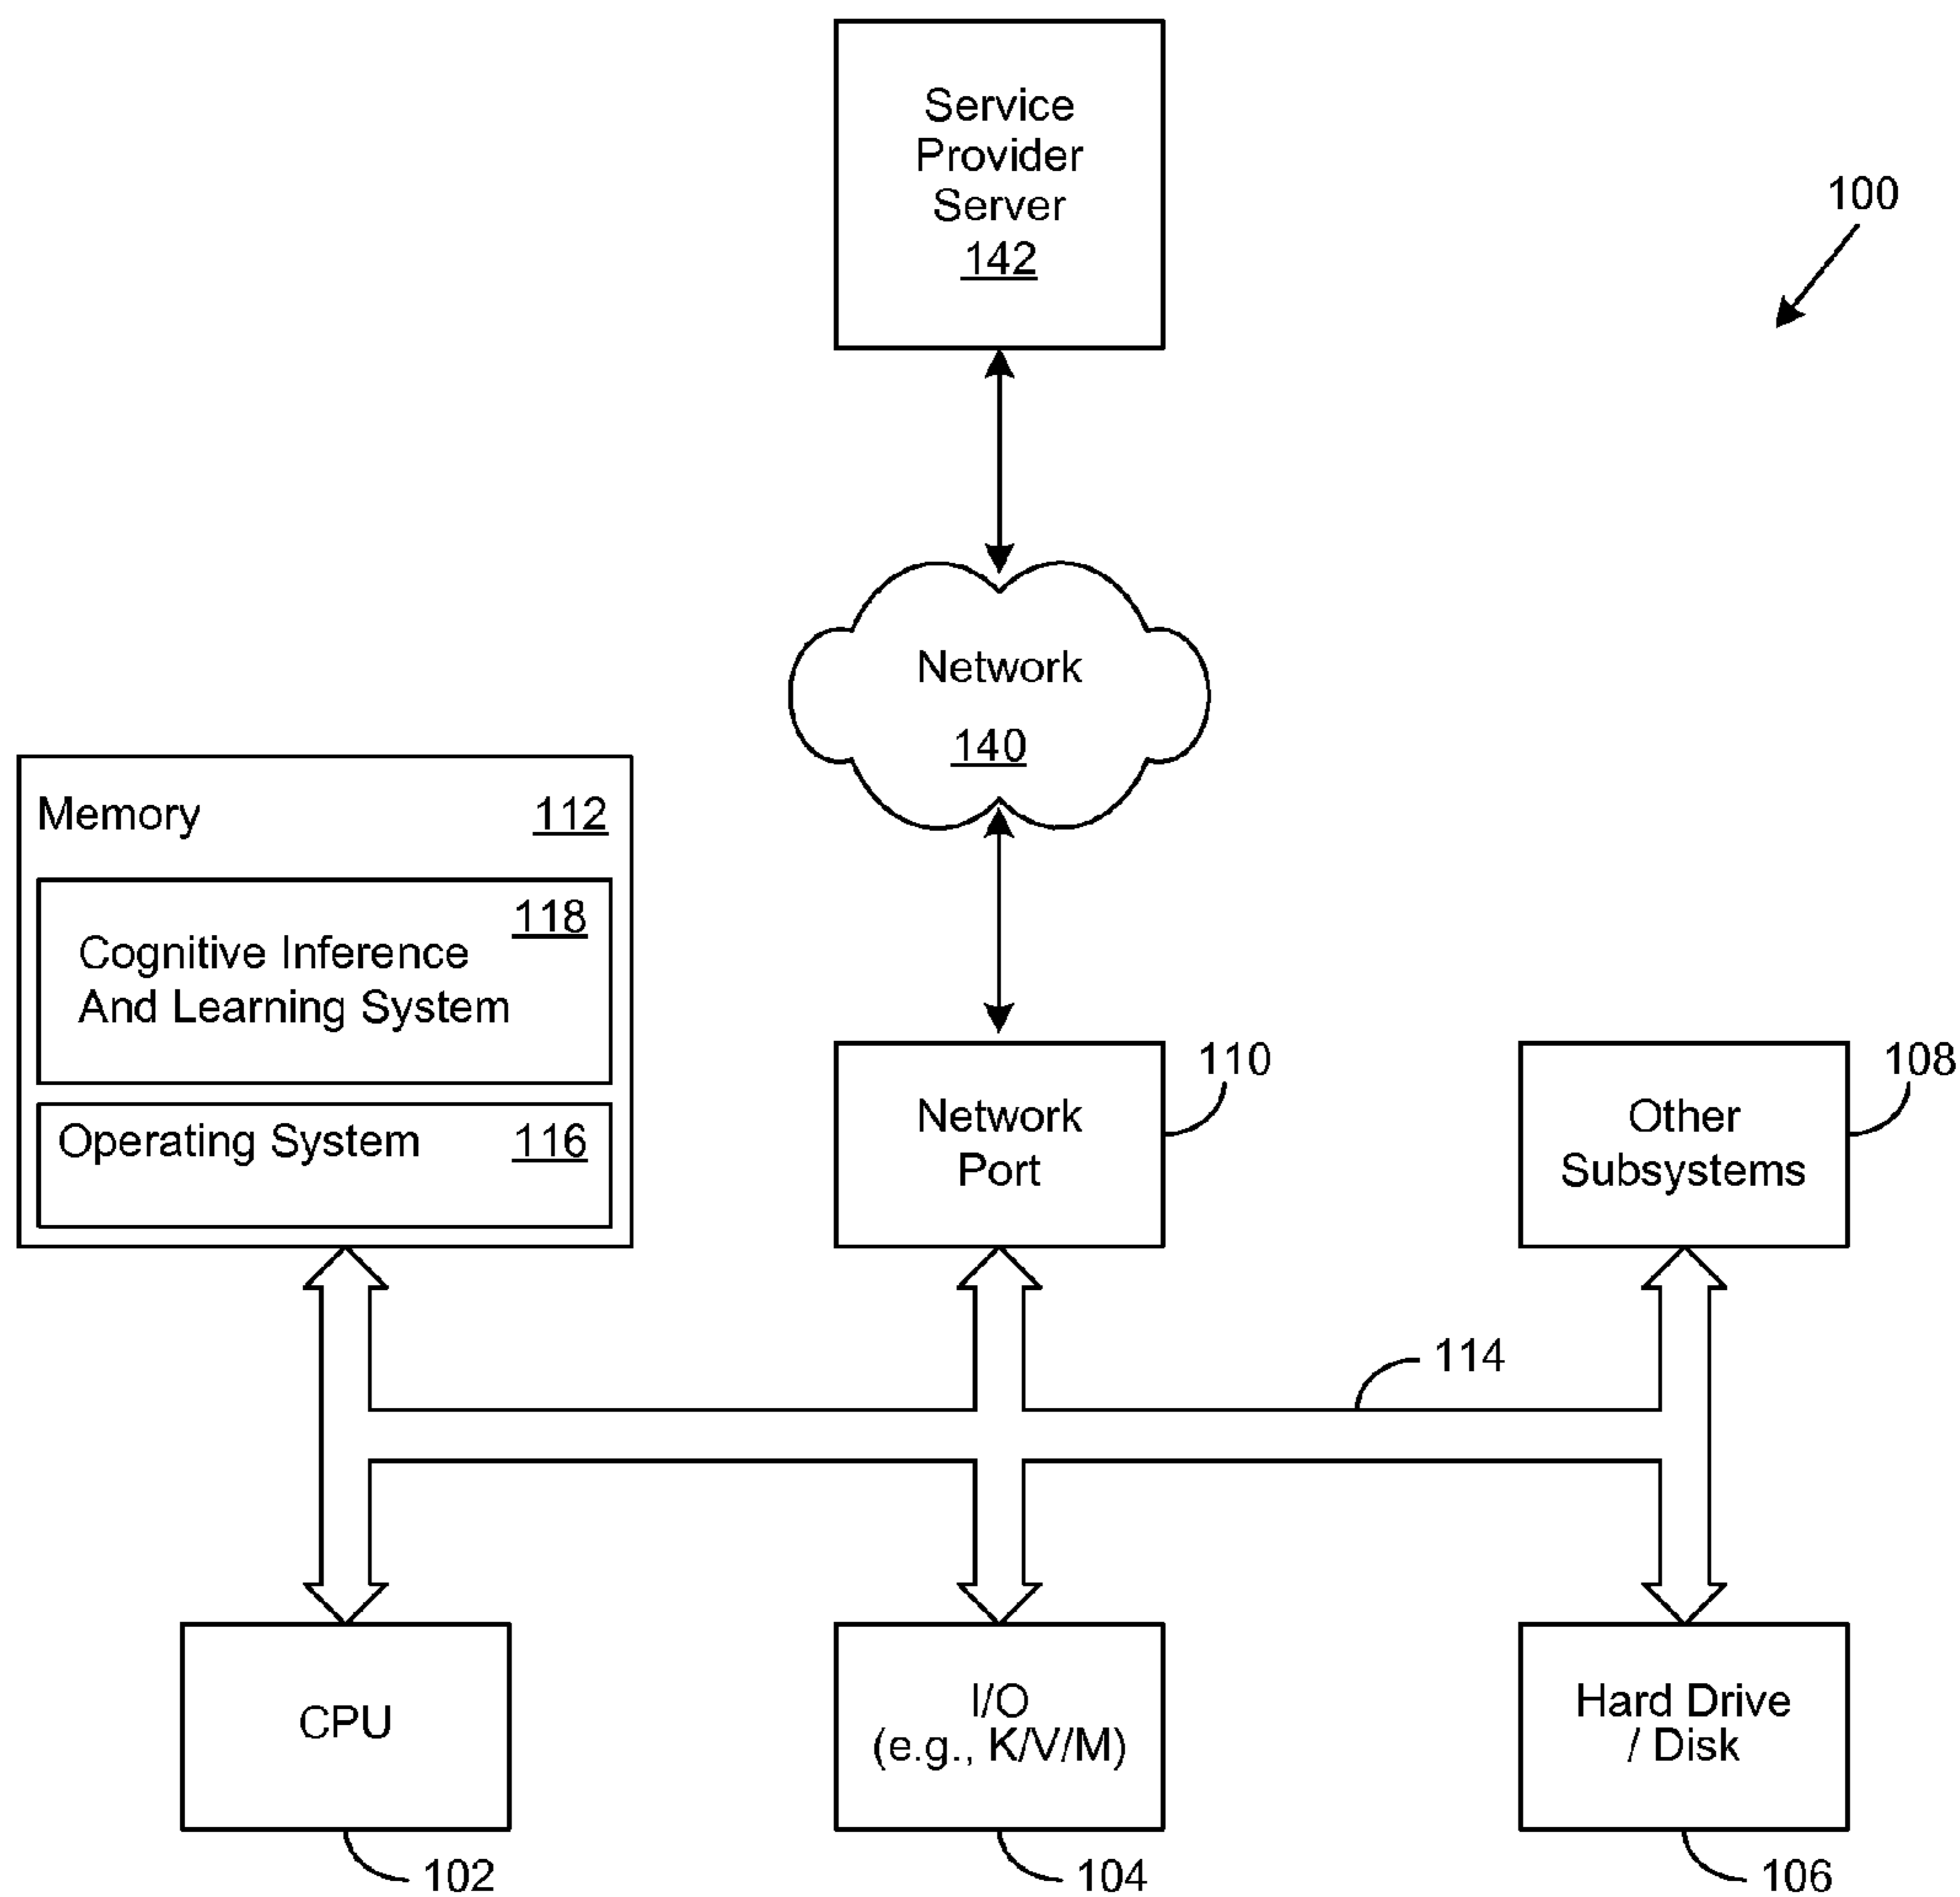 Service
Provider
Server
142
100
Network
140
Memory 112
118
Cognitive Inference
And Learning System
Operating System 116
Network
Port
110
Other
Subsystems
108
114
CPU
102
I/O
(e.g., K/V/M)
104
Hard Drive
/ Disk
106